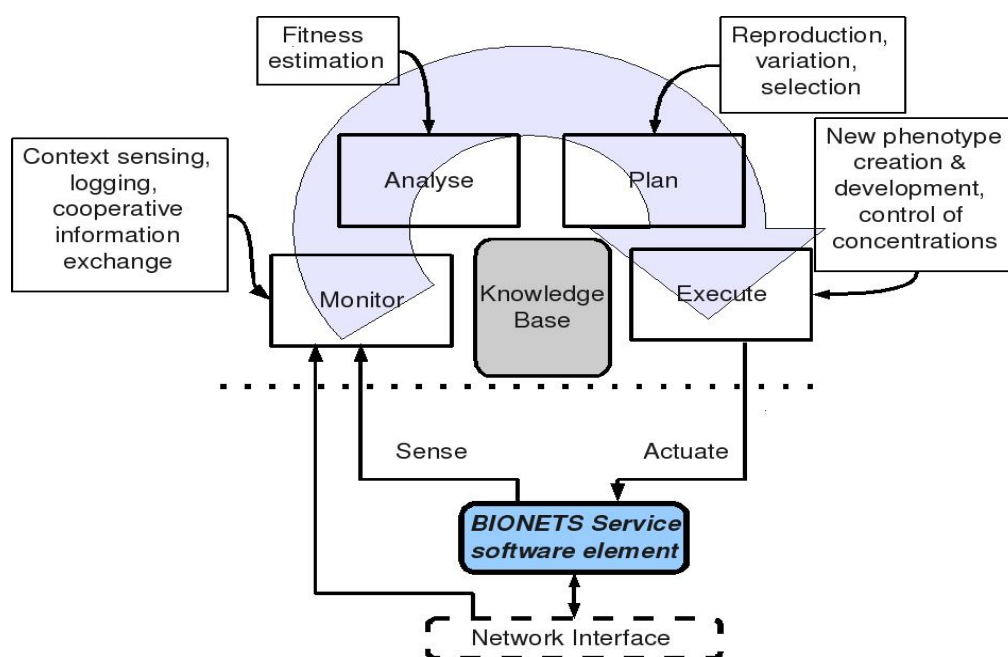 Fitness
estimation
Reproduction,
variation,
selection
Context sensing,
logging,
cooperative
information
exchange
New phenotype
creation &
development,
control of
concentrations
Analyse
Plan
Monitor
Knowledge
Base
Execute
Sense
Actuate
BIONETS Service
software element
Network Interface